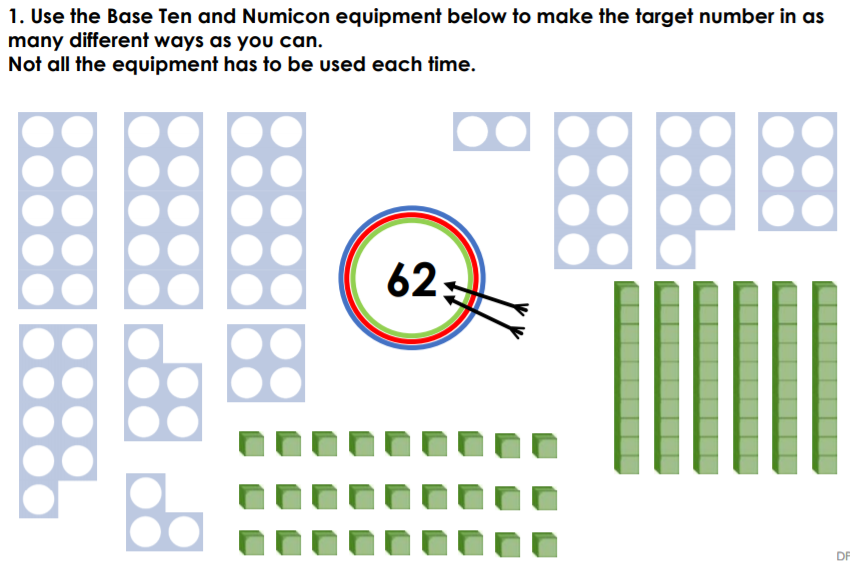 1. Use the Base Ten and Numicon equipment below to make the target number in as
many different ways as you can.
Not all the equipment has to be used each time.
62
DF